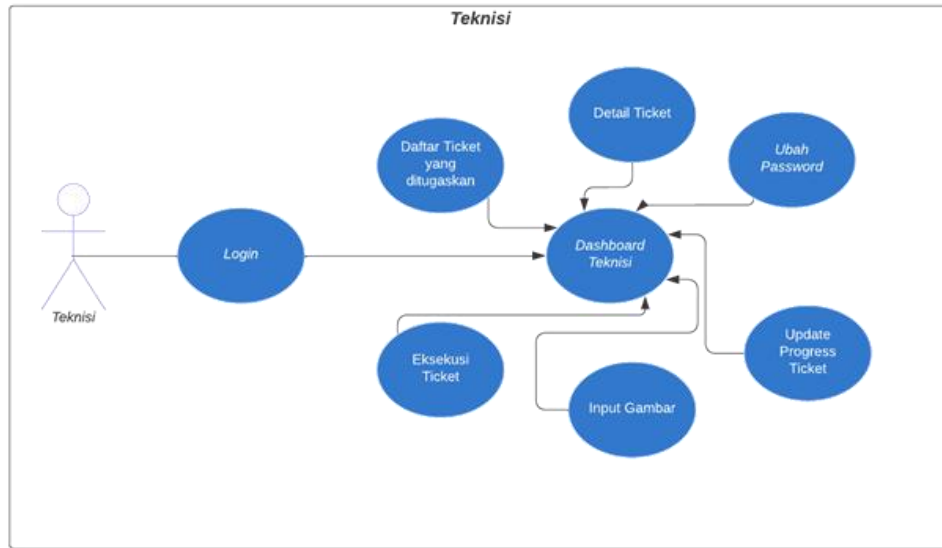 Teknisi
Detail Ticket
Daftar Ticket
yang
ditugaskan
Ubah
Password
Login
Dashboard
Teknisi
Teknisi
Eksekusi
Ticket
Input Gambar
Update
Progress
Ticket